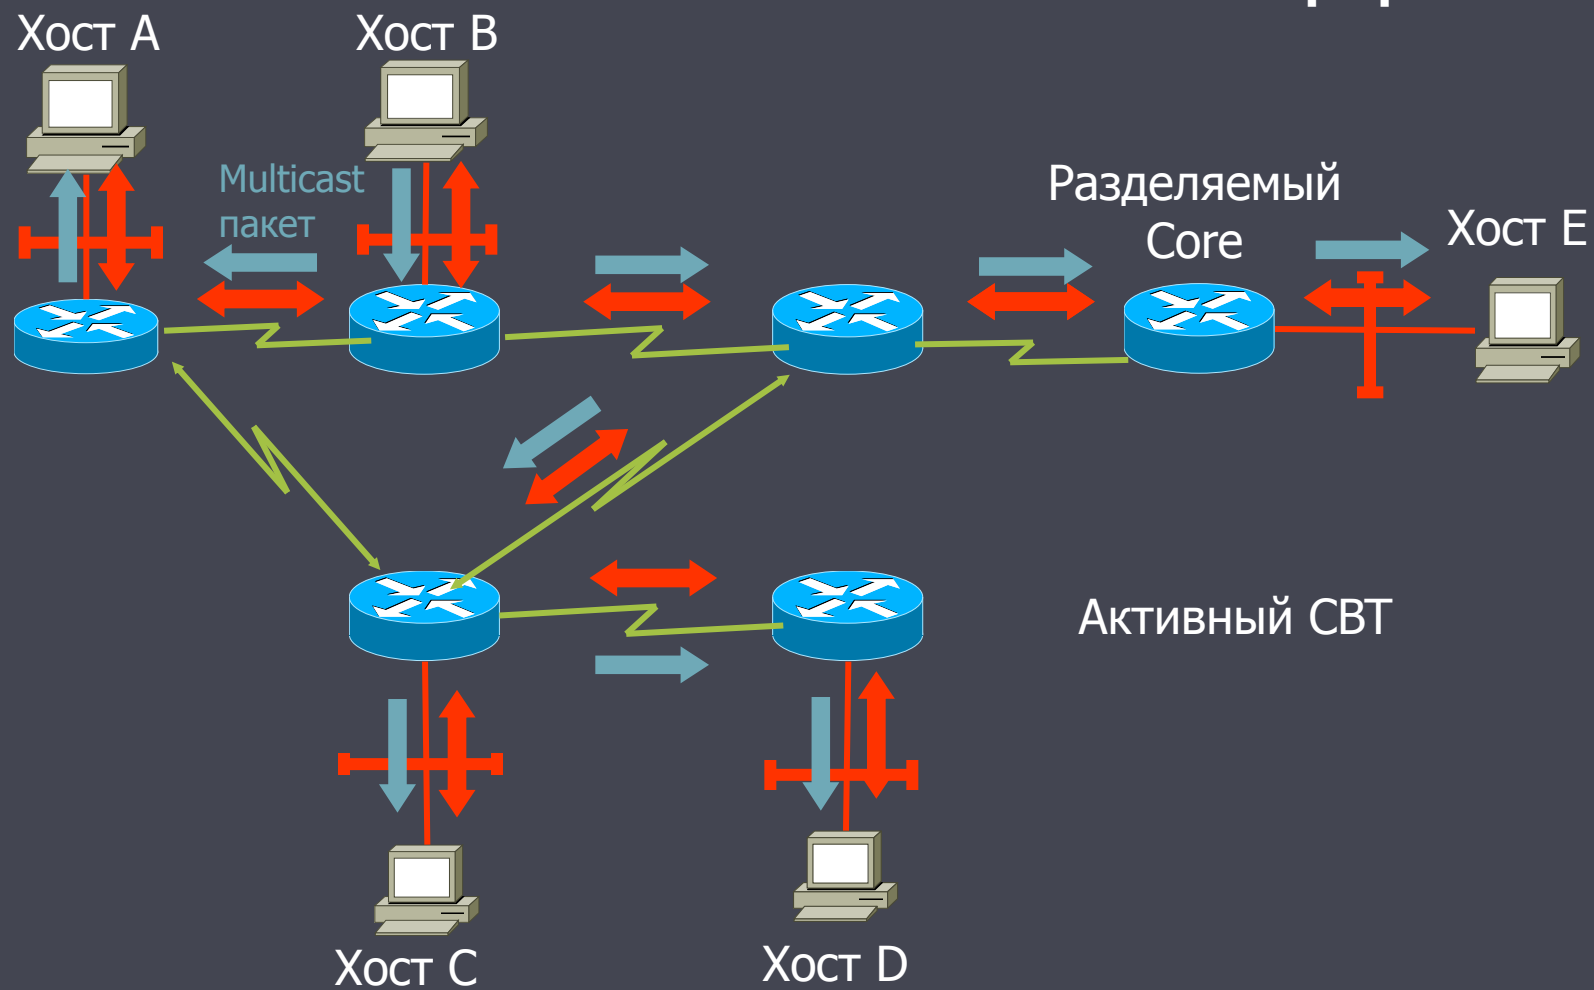 Хост A
Хост B
Multicast
пакет
Разделяемый
Core
Хост E
Активный CBT
Хост C
Хост D